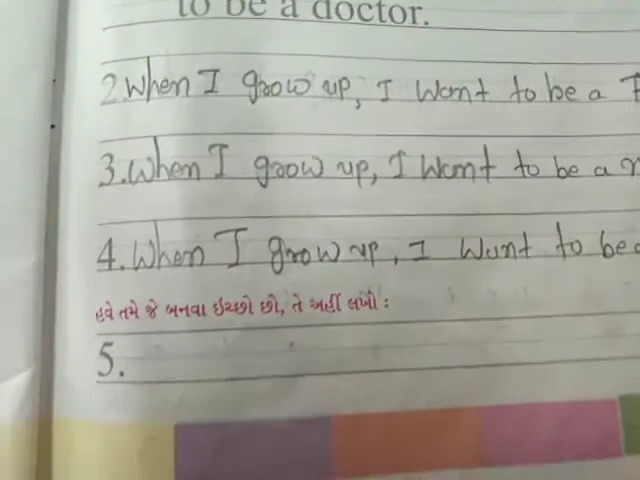 to be a doctor.
2. When I grow up, I want to be a
3. When I grow up, I want to be a
4. When I grow up, I want to be
હવે તમે જે બનવા ઇચ્છો છો, તે અહીં લખો :
5.